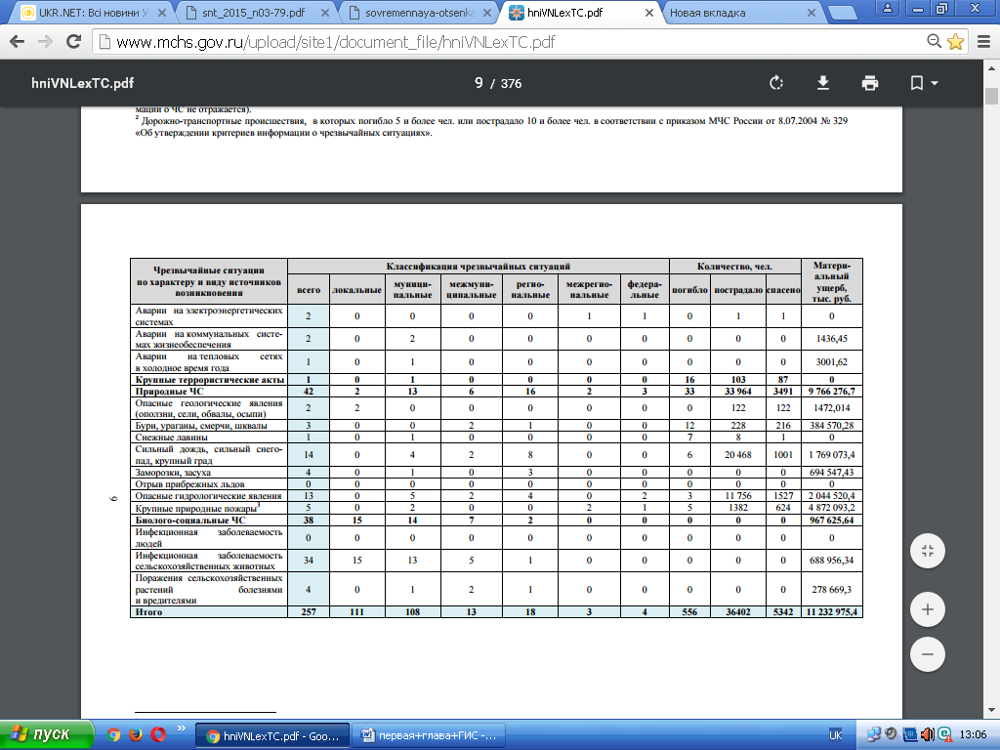 UKR.NET: Всі новини У
snt_2015_n03-79.pdf
sovremennaya-otsenka
hniVNLexTC.pdf
Новая вкладка
www.mchs.gov.ru/upload/site1/document_file/hniVNLexTC.pdf
hniVNLexTC.pdf 9 / 376
мации о ЧС не отражается).
2 Дорожно-транспортные происшествия, в которых погибло 5 и более чел. или пострадало 10 и более чел. в соответствии с приказом МЧС России от 8.07.2004 № 329
«Об утверждении критериев информации о чрезвычайных ситуациях».
Чрезвычайные ситуации
по характеру и виду источников
возникновения
Классификация чрезвычайных ситуаций
Количество, чел.
Матери-
альный
ущерб,
тыс. руб.
всего
локальные
муници-
пальные
межмуни-
ципальные
регио-
нальные
межрегио-
нальные
федера-
льные
погибло
пострадало
спасено
Аварии на электроэнергетических
системах
2 0 0 0 0 1 1 0 1 1 0
Аварии на коммунальных систе-
мах жизнеобеспечения
2 0 2 0 0 0 0 0 0 0 1436,45
Аварии на тепловых сетях
в холодное время года
1 0 1 0 0 0 0 0 0 0 3001,62
Крупные террористические акты 1 0 1 0 0 0 0 16 103 87 0
Природные ЧС 42 2 13 6 16 2 3 33 33 964 3491 9 766 276,7
Опасные геологические явления
(оползни, сели, обвалы, осыпи)
2 2 0 0 0 0 0 0 122 122 1472,014
Бури, ураганы, смерчи, шквалы 3 0 0 2 1 0 0 12 228 216 384 570,28
Снежные лавины 1 0 1 0 0 0 0 7 8 1 0
Сильный дождь, сильный снего-
пад, крупный град
14 0 4 2 8 0 0 6 20 468 1001 1 769 073,4
Заморозки, засуха 4 0 1 0 3 0 0 0 0 0 694 547,43
Отрыв прибрежных льдов 0 0 0 0 0 0 0 0 0 0 0
Опасные гидрологические явления 13 0 5 2 4 0 2 3 11 756 1527 2 044 520,4
Крупные природные пожары3 5 0 2 0 0 2 1 5 1382 624 4 872 093,2
Биолого-социальные ЧС 38 15 14 7 2 0 0 0 0 0 967 625,64
Инфекционная заболеваемость
людей
0 0 0 0 0 0 0 0 0 0 0
Инфекционная заболеваемость
сельскохозяйственных животных
34 15 13 5 1 0 0 0 0 0 688 956,34
Поражения сельскохозяйственных
растений болезнями
и вредителями
4 0 1 2 1 0 0 0 0 0 278 669,3
Итого 257 111 108 13 18 3 4 556 36402 5342 11 232 975,4
9
пуск
hniVNLexTC.pdf - Goo...
первая+глава+ГИС -...
UK
13:06